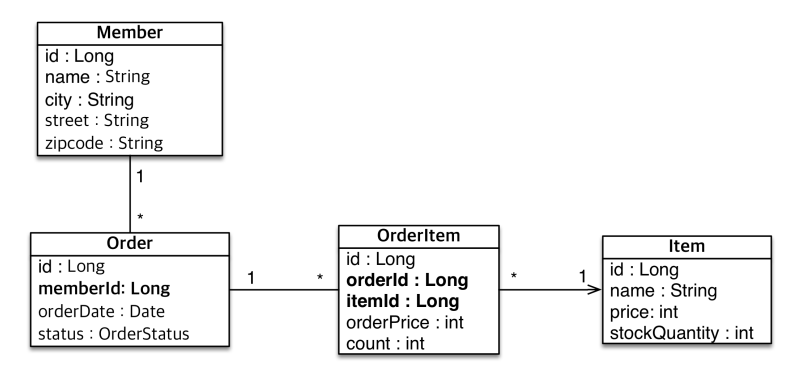 Member
id : Long
name : String
city : String
street : String
zipcode : String
1
*
Order
id : Long
memberId: Long
orderDate : Date
status : OrderStatus
1
*
OrderItem
id : Long
orderId : Long
itemId : Long
orderPrice : int
count : int
*
1
Item
id : Long
name : String
price: int
stockQuantity : int